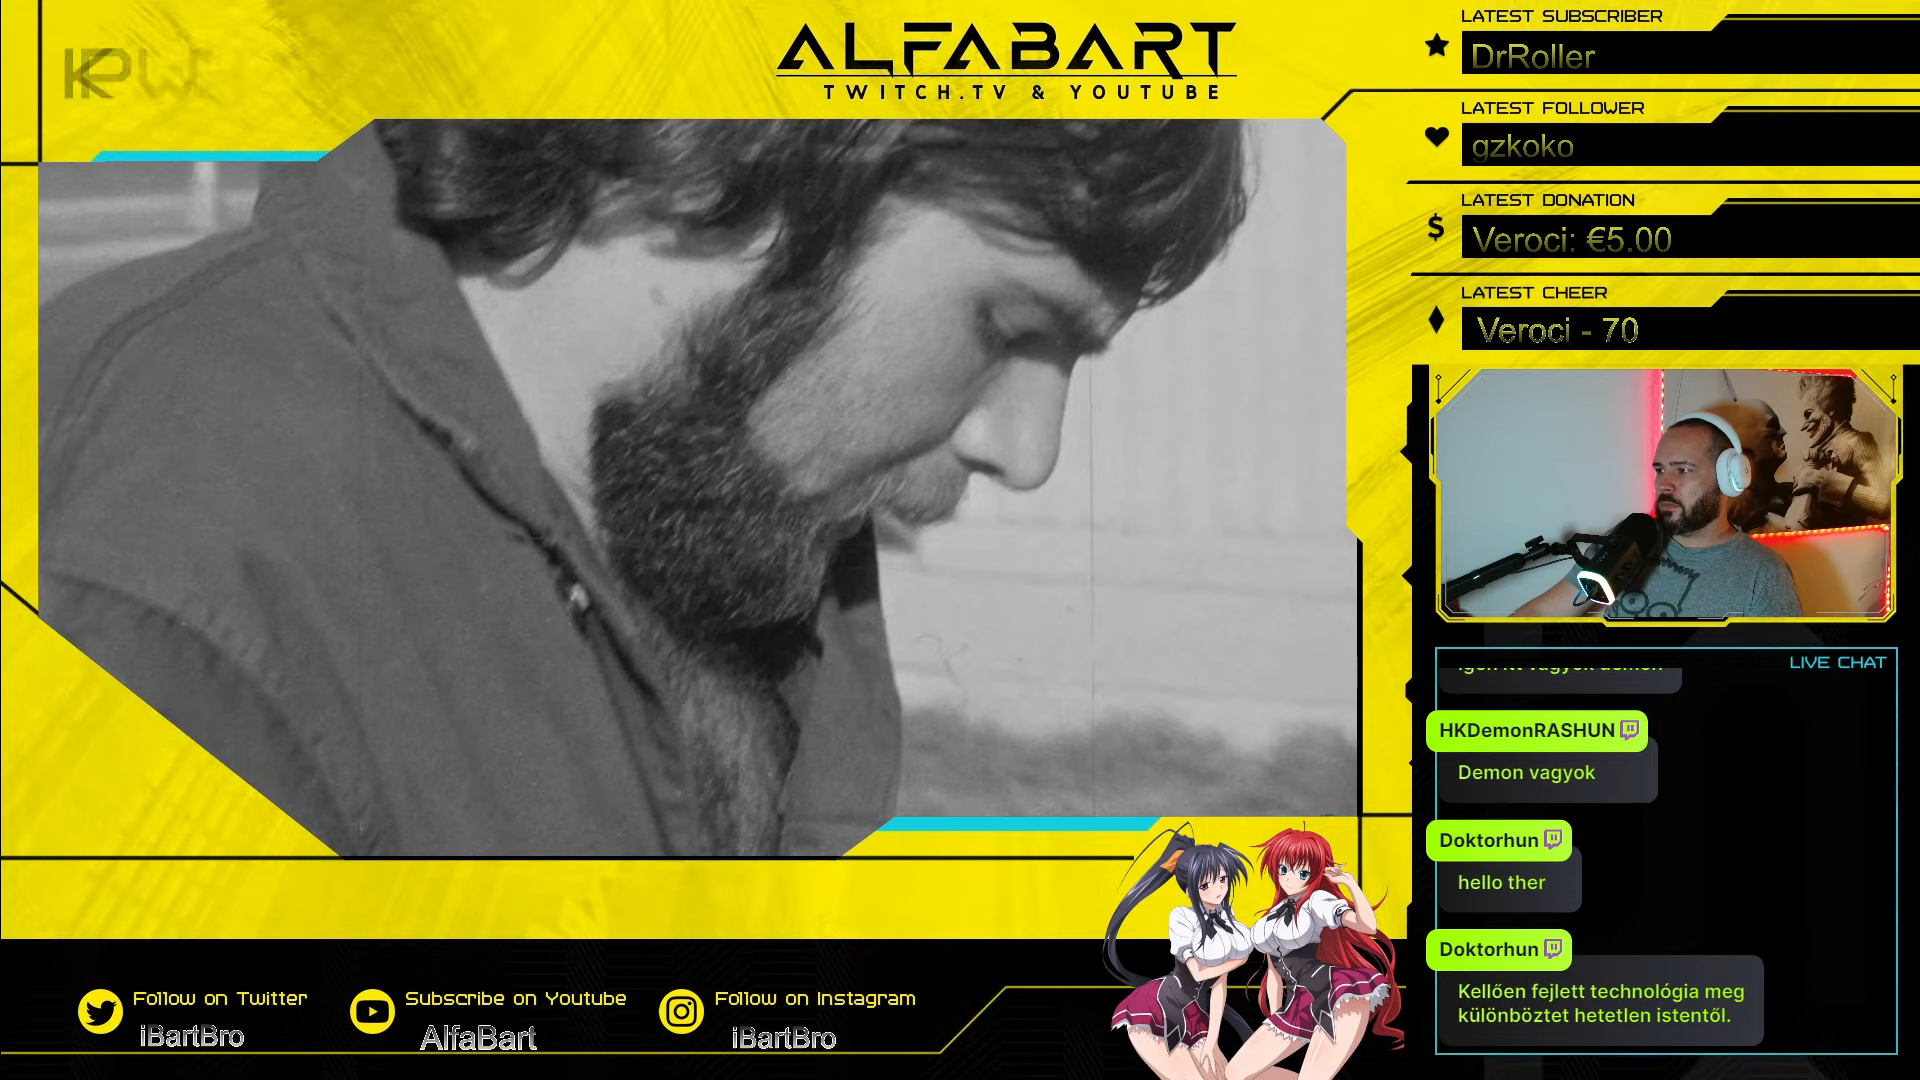 ALFABART
TWITCH.TV & YOUTUBE
LATEST SUBSCRIBER
DrRoller
LATEST FOLLOWER
gzkoko
LATEST DONATION
Veroci: €5.00
LATEST CHEER
Veroci - 70
LIVE CHAT
HKDemonRASHUN
Demon vagyok
Doktorhun
hello ther
Doktorhun
Kellően fejlett technológia meg
különböztet hetetlen istentől.
Follow on Twitter
iBartBro
Subscribe on Youtube
AlfaBart
Follow on Instagram
iBartBro